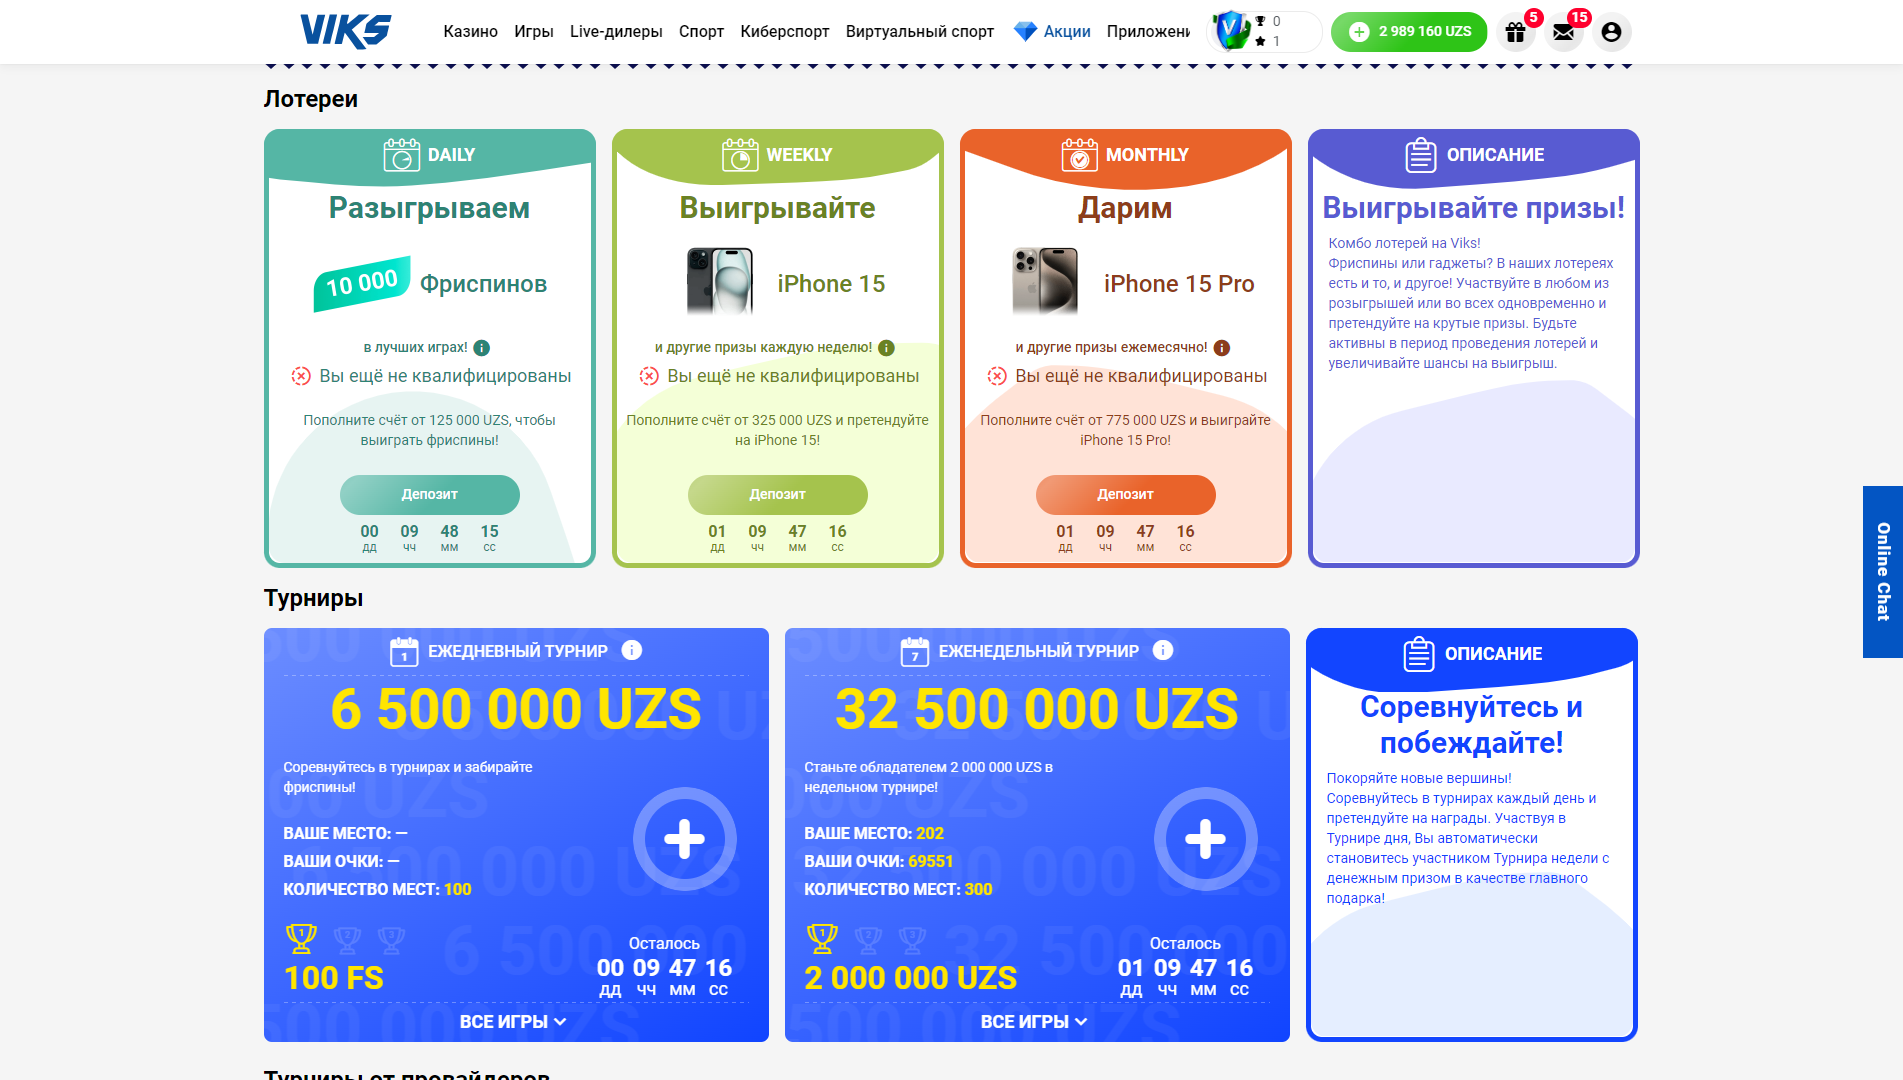 VIKS
Казино Игры Live-дилеры Спорт Киберспорт Виртуальный спорт Акции Приложени
0
1
2 989 160 UZS
5
15
Лотереи
DAILY
Разыгрываем
10 000 Фриспинов
в лучших играх!
Вы ещё не квалифицированы
Пополните счёт от 125 000 UZS, чтобы
выиграть фриспины!
Депозит
00 09 48 15
ДД ЧЧ ММ СС
WEEKLY
Выигрывайте
iPhone 15
и другие призы каждую неделю!
Вы ещё не квалифицированы
Пополните счёт от 325 000 UZS и претендуйте
на iPhone 15!
Депозит
01 09 47 16
ДД ЧЧ ММ СС
MONTHLY
Дарим
iPhone 15 Pro
и другие призы ежемесячно!
Вы ещё не квалифицированы
Пополните счёт от 775 000 UZS и выиграйте
iPhone 15 Pro!
Депозит
01 09 47 16
ДД ЧЧ ММ СС
ОПИСАНИЕ
Выигрывайте призы!
Комбо лотерей на Viks!
Фриспины или гаджеты? В наших лотереях
есть и то, и другое! Участвуйте в любом из
розыгрышей или во всех одновременно и
претендуйте на крутые призы. Будьте
активны в период проведения лотерей и
увеличивайте шансы на выигрыш.
Online Chat
Турниры
1 ЕЖЕДНЕВНЫЙ ТУРНИР
6 500 000 UZS
Соревнуйтесь в турнирах и забирайте
фриспины!
ВАШЕ МЕСТО: —
ВАШИ ОЧКИ: —
КОЛИЧЕСТВО МЕСТ: 100
1 2 3
100 FS
Осталось
00 09 47 16
ДД ЧЧ ММ СС
ВСЕ ИГРЫ
7 ЕЖЕНЕДЕЛЬНЫЙ ТУРНИР
32 500 000 UZS
Станьте обладателем 2 000 000 UZS в
недельном турнире!
ВАШЕ МЕСТО: 202
ВАШИ ОЧКИ: 69551
КОЛИЧЕСТВО МЕСТ: 300
1 2 3
2 000 000 UZS
Осталось
01 09 47 16
ДД ЧЧ ММ СС
ВСЕ ИГРЫ
ОПИСАНИЕ
Соревнуйтесь и
побеждайте!
Покоряйте новые вершины!
Соревнуйтесь в турнирах каждый день и
претендуйте на награды. Участвуя в
Турнире дня, Вы автоматически
становитесь участником Турнира недели с
денежным призом в качестве главного
подарка!
Турниры от провайдеров